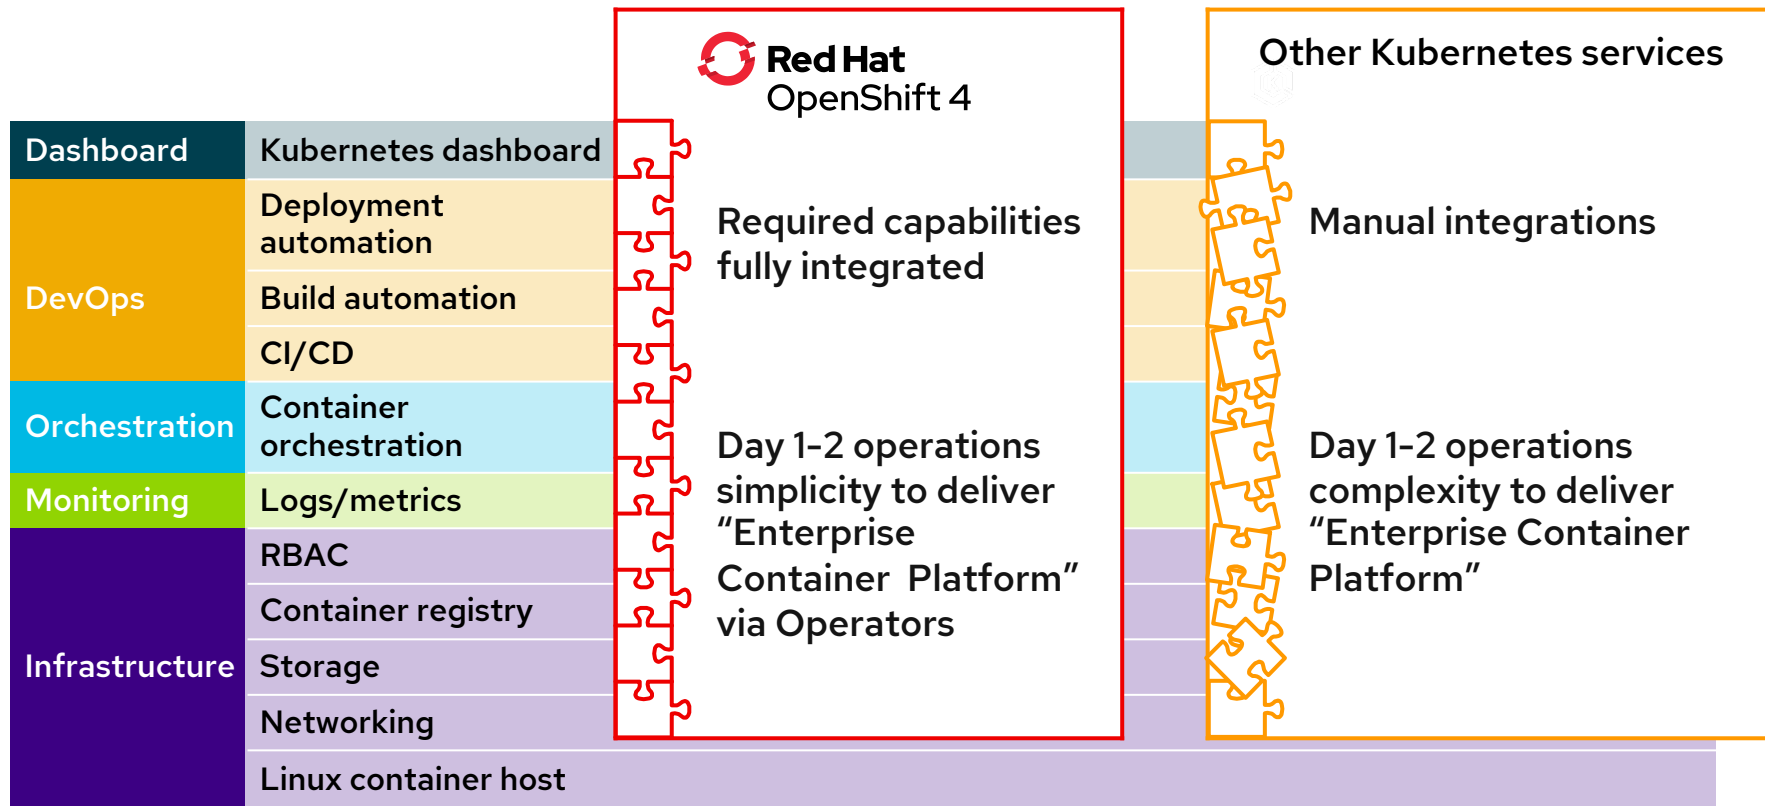 Red Hat
OpenShift 4
Other Kubernetes services
Dashboard
Kubernetes dashboard
DevOps
Deployment
automation
Build automation
CI/CD
Orchestration
Container
orchestration
Monitoring
Logs/metrics
Infrastructure
RBAC
Container registry
Storage
Networking
Linux container host
Required capabilities
fully integrated
Day 1-2 operations
simplicity to deliver
“Enterprise
Container Platform”
via Operators
Manual integrations
Day 1-2 operations
complexity to deliver
“Enterprise Container
Platform”